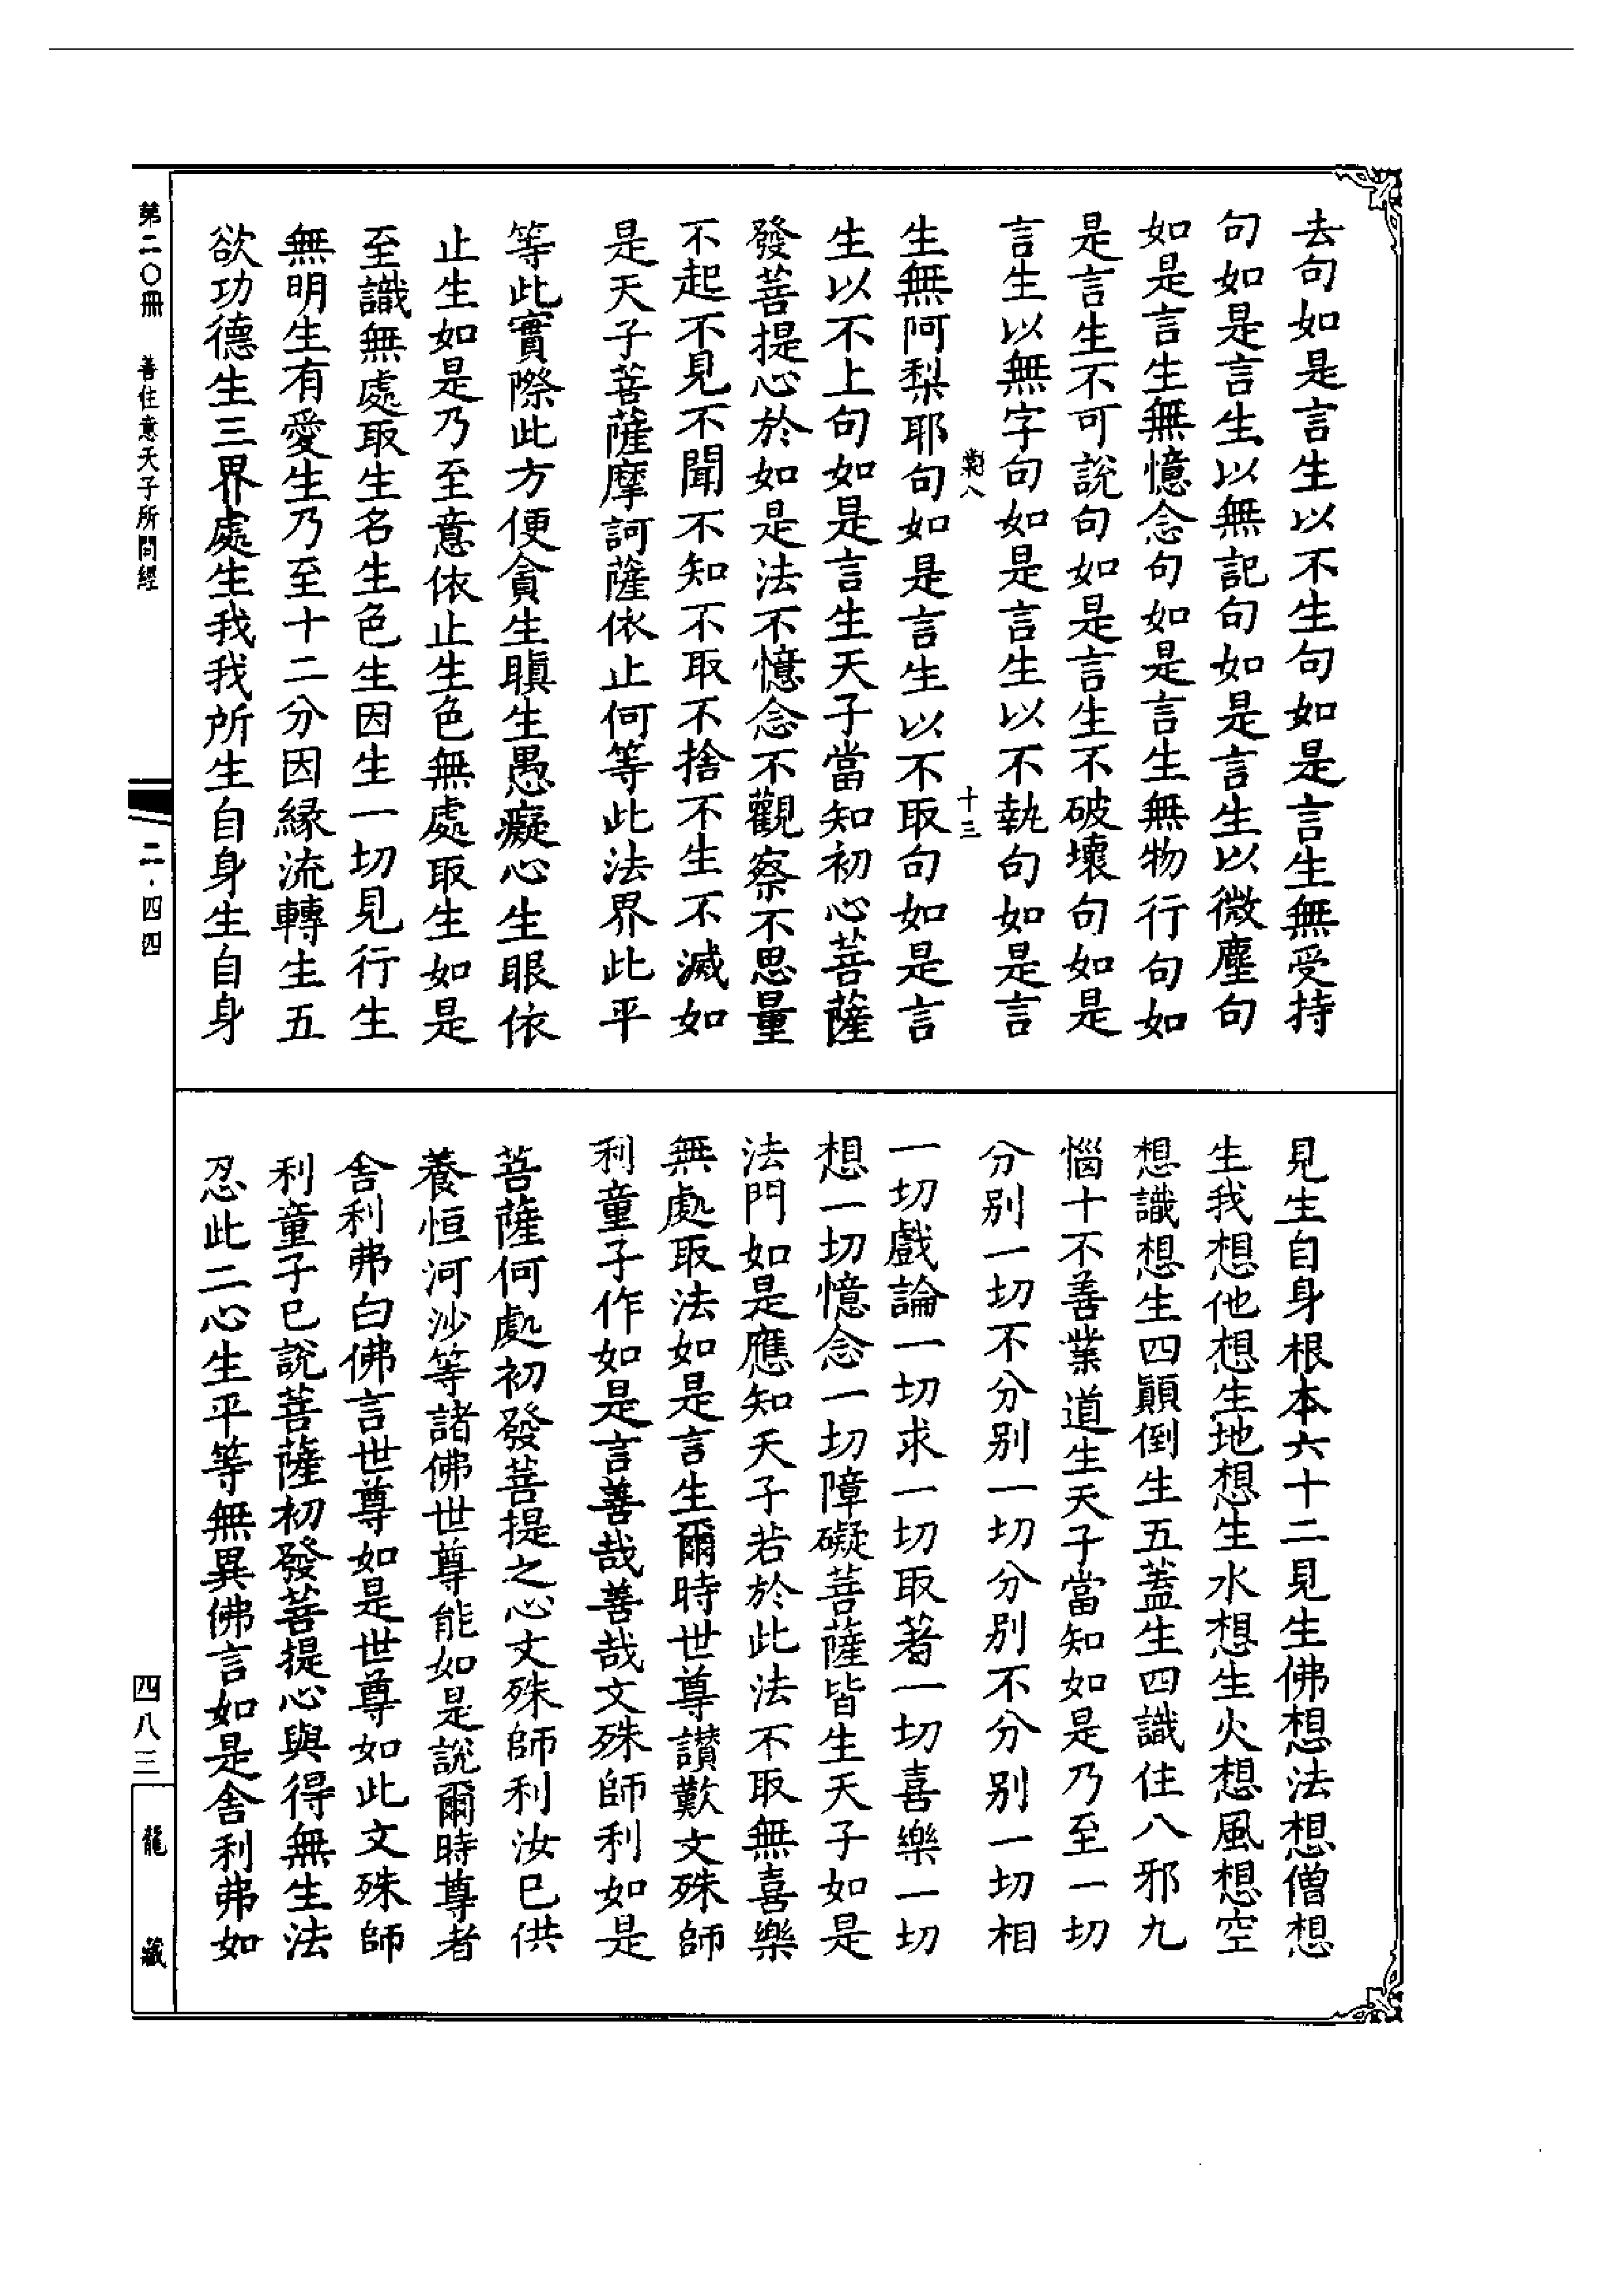 去句如是言生以不生句如是言生無受持
句如是言生以無記句如是言生以微塵句
如是言生無憶念句如是言生無物行句如
是言生不可說句如是言生不破壞句如是
言生以無字句如是言生以不執句如是言
八 十三
生無阿梨耶句如是言生以不取句如是言
生以不上句如是言生天子當知初心菩薩
發菩提心於如是法不憶念不觀察不思量
不起不見不聞不知不取不捨不生不滅如
是天子菩薩摩訶薩依止何等此法界此平
等此實際此方便貪生瞋生愚癡心生眼依
止生如是乃至意依止生色無處取生如是
至識無處取生名生色生因生一切見行生
無明生有愛生乃至十二分因緣流轉生五
欲功德生三界處生我我所生自身生自身
見生自身根本六十二見生佛想法想僧想
生我想他想生地想生水想生火想風想空
想識想生四顛倒生五蓋生四識住八邪九
惱十不善業道生天子當知如是乃至一切
分別一切不分別一切分別不分別一切相
一切戲論一切求一切取著一切喜樂一切
想一切憶念一切障礙菩薩皆生天子如是
法門如是應知天子若於此法不取無喜樂
無處取法如是言生爾時世尊讚歎文殊師
利童子作如是言善哉善哉文殊師利如是
菩薩何處初發菩提之心文殊師利汝已供
養恒河沙等諸佛世尊能如是說爾時尊者
舍利弗白佛言世尊如是世尊如此文殊師
利童子已說菩薩初發菩提心與得無生法
忍此二心生平等無異佛言如是舍利弗如
第二〇冊 善住意天子所問經
二·四四
四八三
龍藏